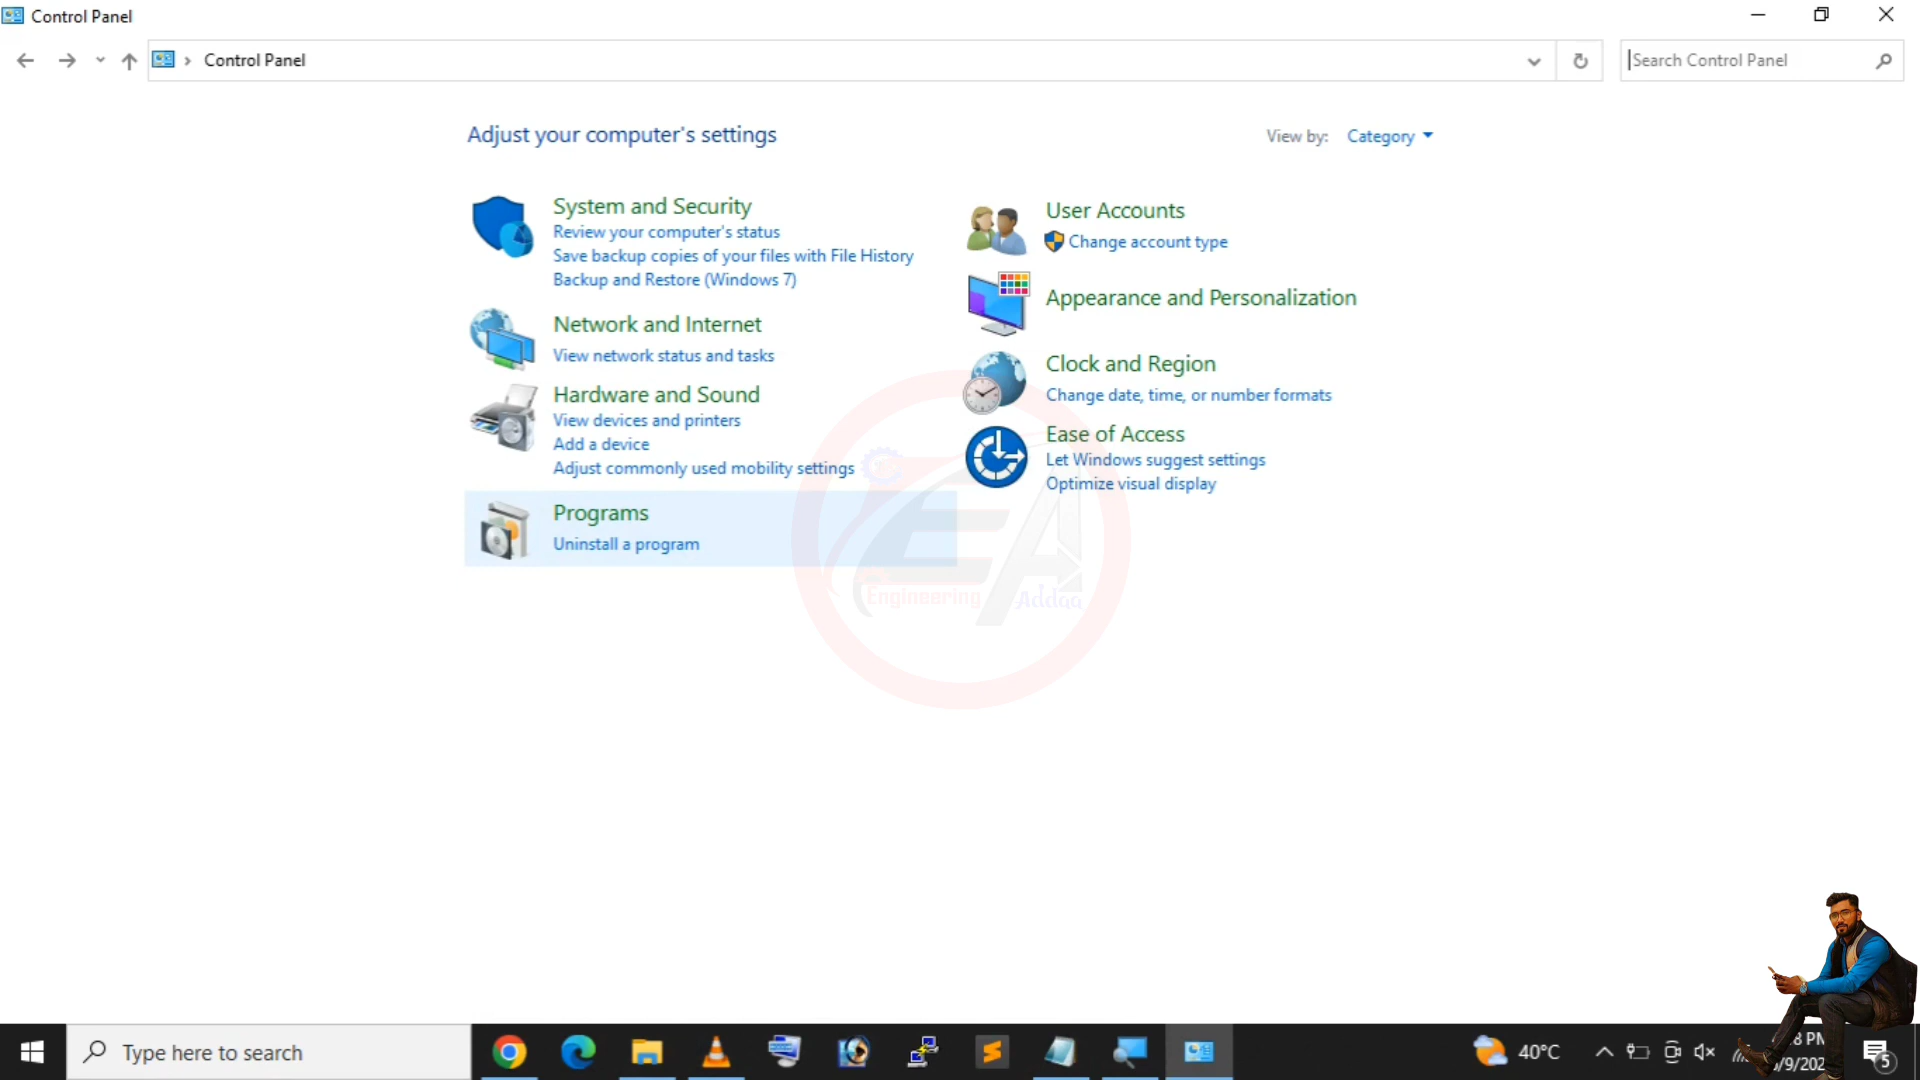 Control Panel
Control Panel
Search Control Panel
Adjust your computer's settings
View by: Category
System and Security
Review your computer's status
Save backup copies of your files with File History
Backup and Restore (Windows 7)
Network and Internet
View network status and tasks
Hardware and Sound
View devices and printers
Add a device
Adjust commonly used mobility settings
Programs
Uninstall a program
User Accounts
Change account type
Appearance and Personalization
Clock and Region
Change date, time, or number formats
Ease of Access
Let Windows suggest settings
Optimize visual display
EA
Engineering Addaa
Type here to search
40°C
5